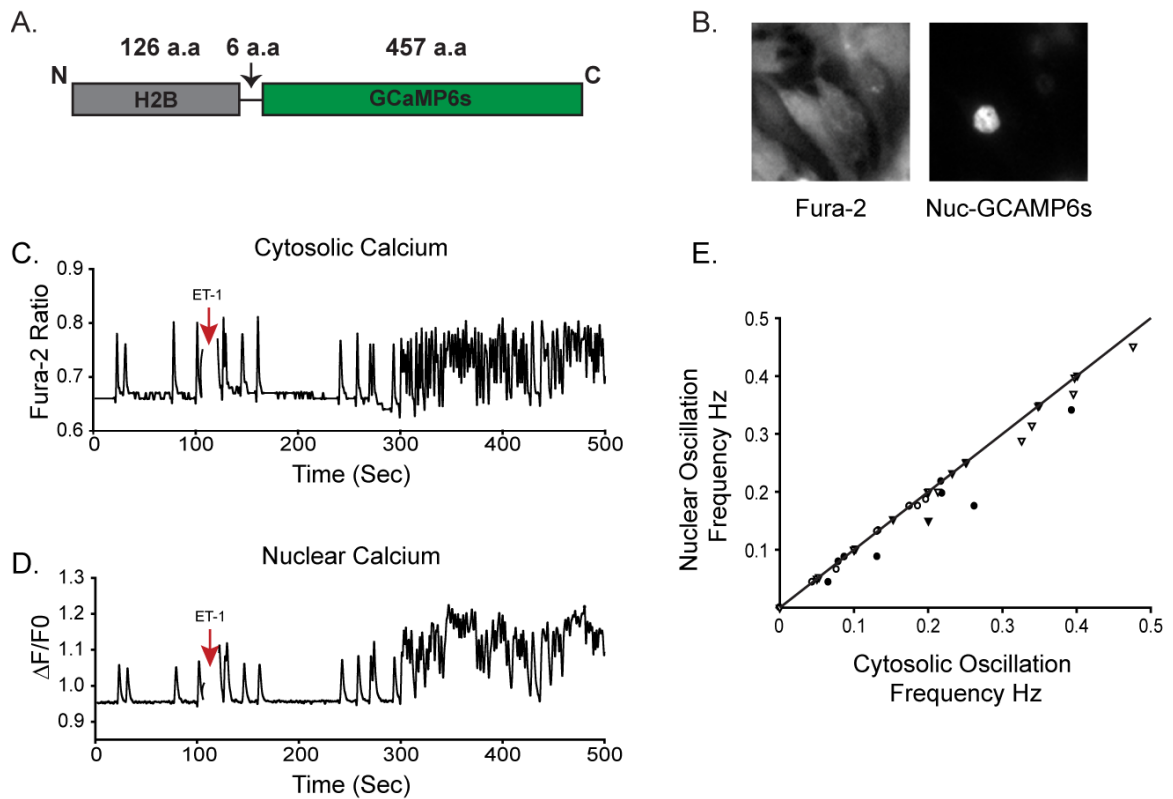 A.
126 a.a 6 a.a 457 a.a
N C
H2B GCaMP6s
B.
Fura-2 Nuc-GCAMP6s
C.
Cytosolic Calcium
0.9
0.8
0.7
0.6
Fura-2 Ratio
ET-1
0 100 200 300 400 500
Time (Sec)
D.
Nuclear Calcium
1.3
1.2
1.1
1.0
0.9
ΔF/F0
ET-1
0 100 200 300 400 500
Time (Sec)
E.
0.5
0.4
0.3
0.2
0.1
Nuclear Oscillation
Frequency Hz
0 0.1 0.2 0.3 0.4 0.5
Cytosolic Oscillation
Frequency Hz